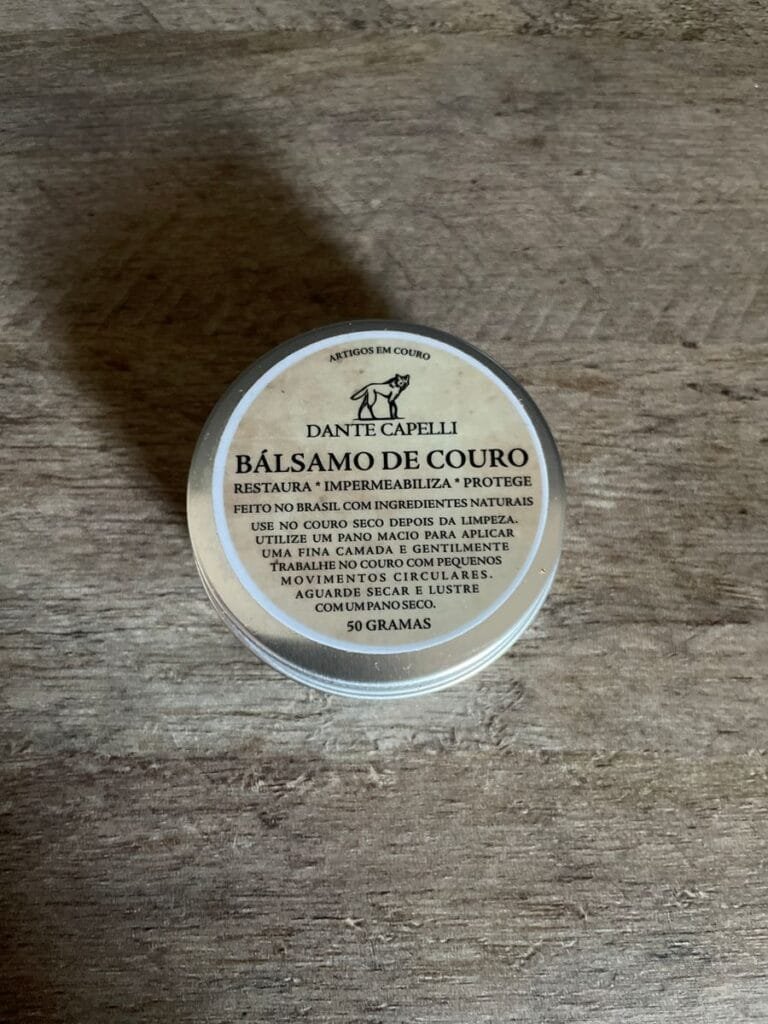 ARTIGOS EM COURO
DANTE CAPELLI
BÁLSAMO DE COURO
RESTAURA * IMPERMEABILIZA * PROTEGE
FEITO NO BRASIL COM INGREDIENTES NATURAIS
USE NO COURO SECO DEPOIS DA LIMPEZA.
UTILIZE UM PANO MACIO PARA APLICAR
UMA FINA CAMADA E GENTILMENTE
TRABALHE NO COURO COM PEQUENOS
MOVIMENTOS CIRCULARES.
AGUARDE SECAR E LUSTRE
COM UM PANO SECO.
50 GRAMAS